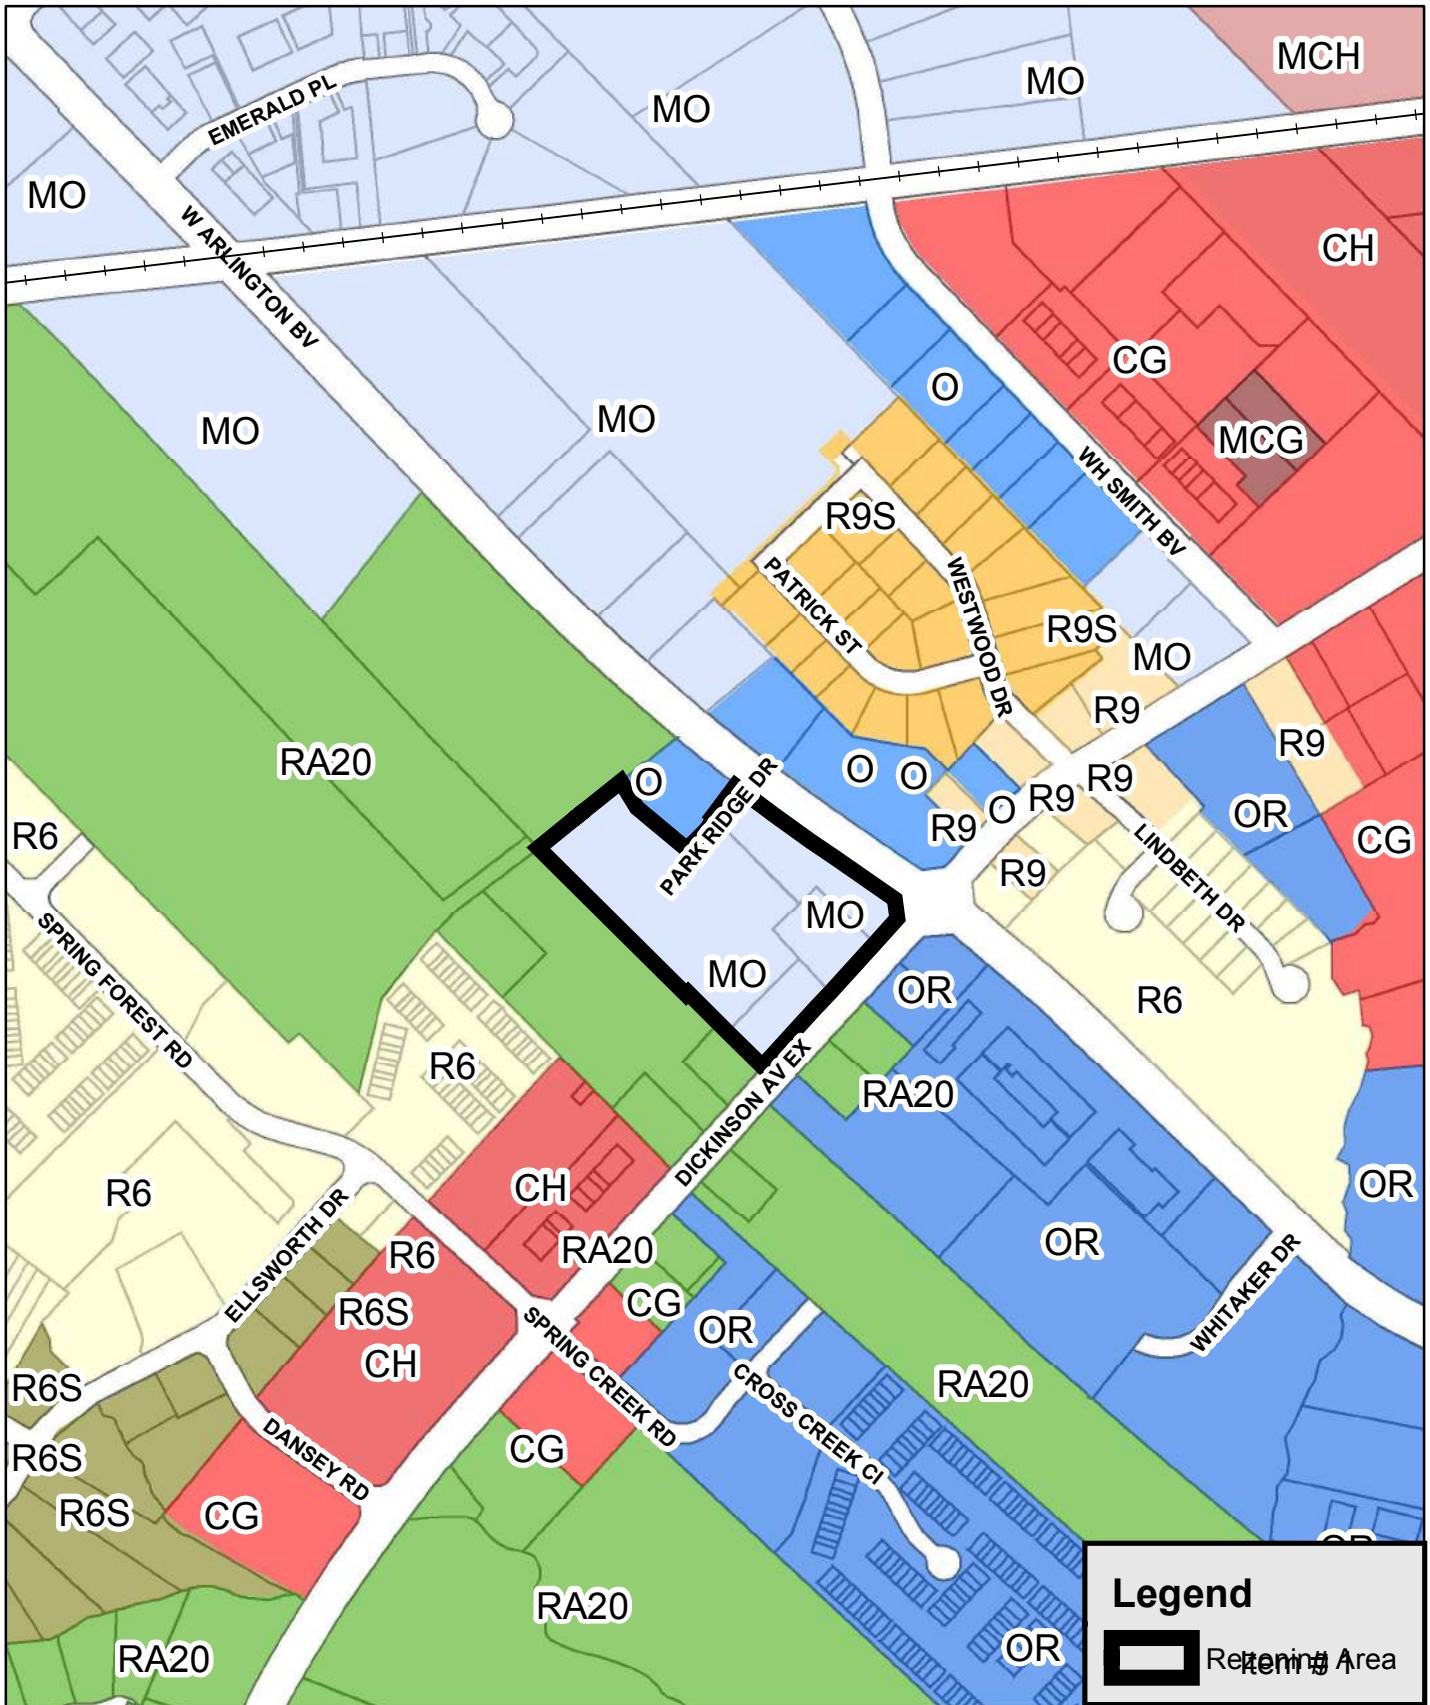 MCH
MO
MO
EMERALD PL
MO
W ARLINGTON BV
CH
CG
O
MO
MO
MCG
WH SMITH BV
R9S
PATRICK ST
WESTWOOD DR
R9S
MO
R9
R9
RA20
O
PARK RIDGE DR
O
O
R9
R9
O
R9
OR
R6
CG
LINDBETH DR
R9
MO
SPRING FOREST RD
MO
OR
R6
R6
DICKINSON AV EX
RA20
R6
CH
OR
OR
ELLSWORTH DR
R6
RA20
WHITAKER DR
R6S
CG
OR
SPRING CREEK RD
CH
R6S
RA20
CROSS CREEK CI
DANSEY RD
CG
R6S
R6S
CG
OR
RA20
OR
RA20
Legend
Rezoning Area
Item # 1